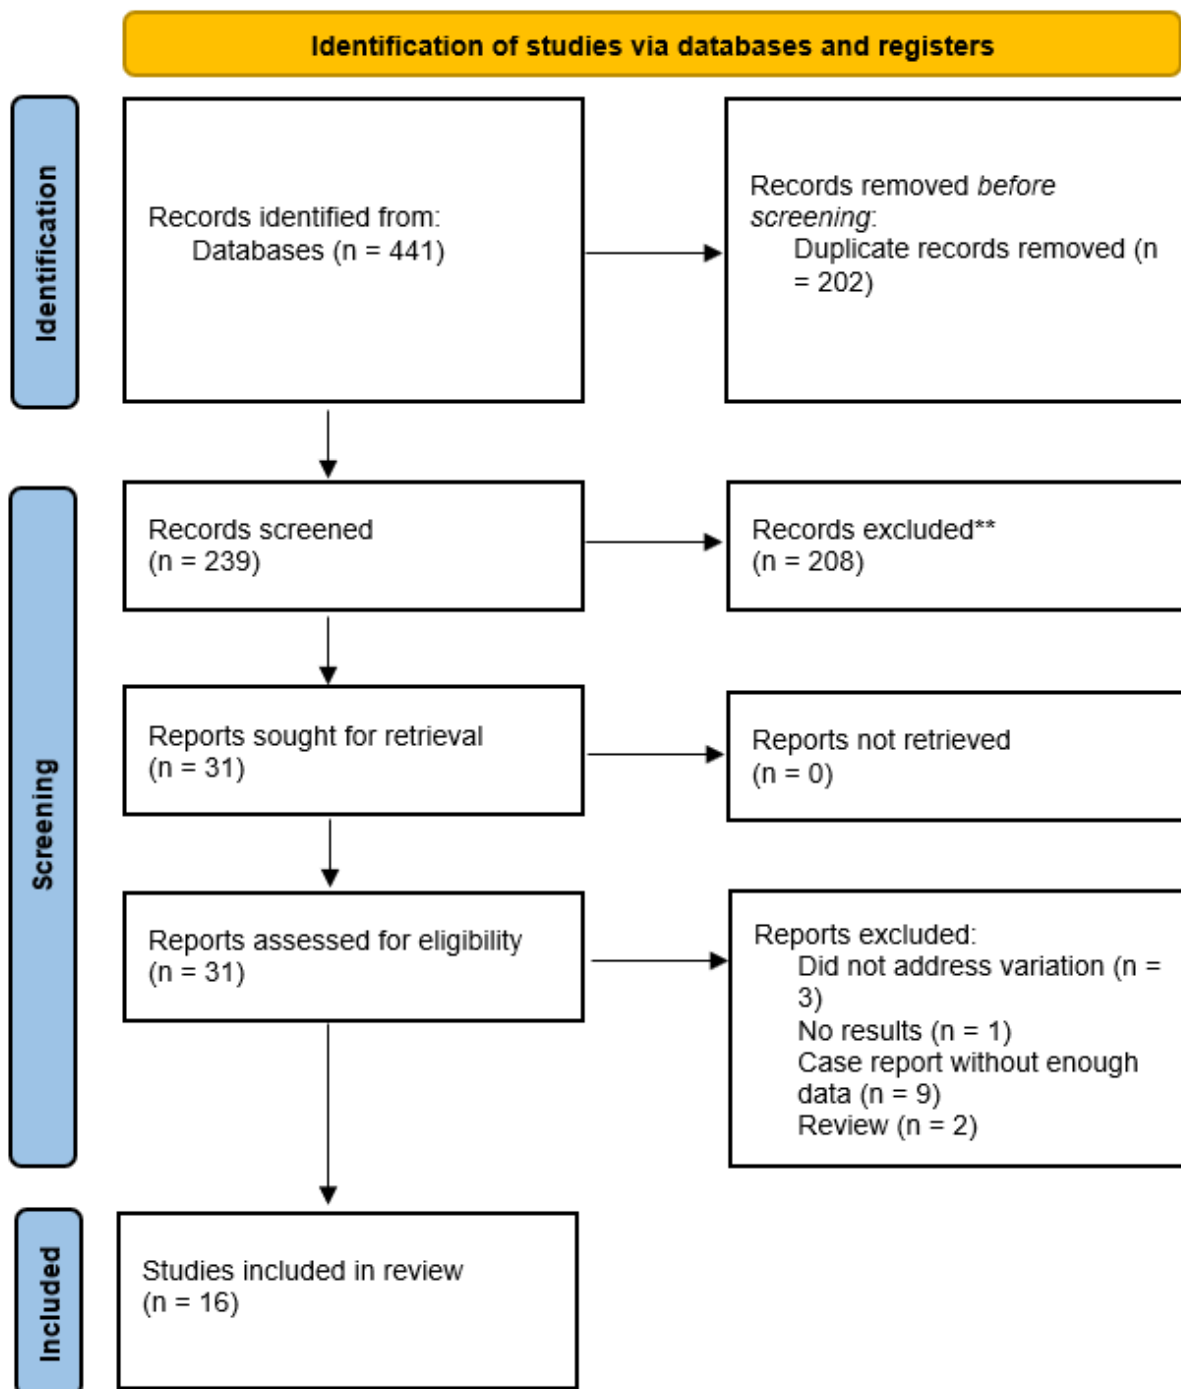 Identification of studies via databases and registers
Identification
Records identified from:
Databases (n = 441)
Records removed before
screening:
Duplicate records removed (n
= 202)
Screening
Records screened
(n = 239)
Records excluded**
(n = 208)
Reports sought for retrieval
(n = 31)
Reports not retrieved
(n = 0)
Reports assessed for eligibility
(n = 31)
Reports excluded:
Did not address variation (n =
3)
No results (n = 1)
Case report without enough
data (n = 9)
Review (n = 2)
Included
Studies included in review
(n = 16)